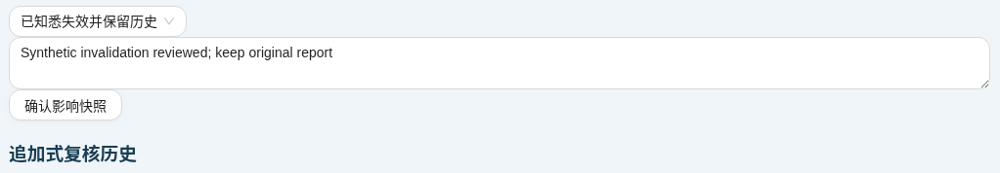 已知悉失效并保留历史
Synthetic invalidation reviewed; keep original report
确认影响快照
追加式复核历史